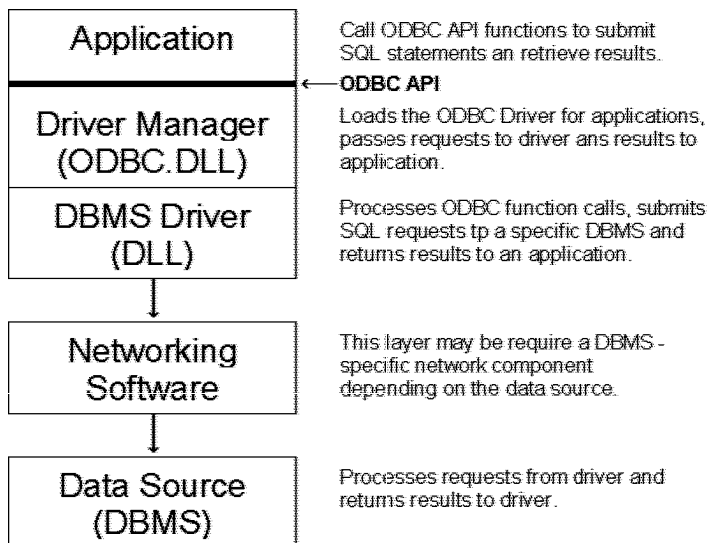 Application
Call ODBC API functions to submit
SQL statements an retrieve results.
ODBC API
Driver Manager
(ODBC.DLL)
Loads the ODBC Driver for applications,
passes requests to driver ans results to
application.
DBMS Driver
(DLL)
Processes ODBC function calls, submits
SQL requests tp a specific DBMS and
returns results to an application.
Networking
Software
This layer may be require a DBMS -
specific network component
depending on the data source.
Data Source
(DBMS)
Processes requests from driver and
returns results to driver.